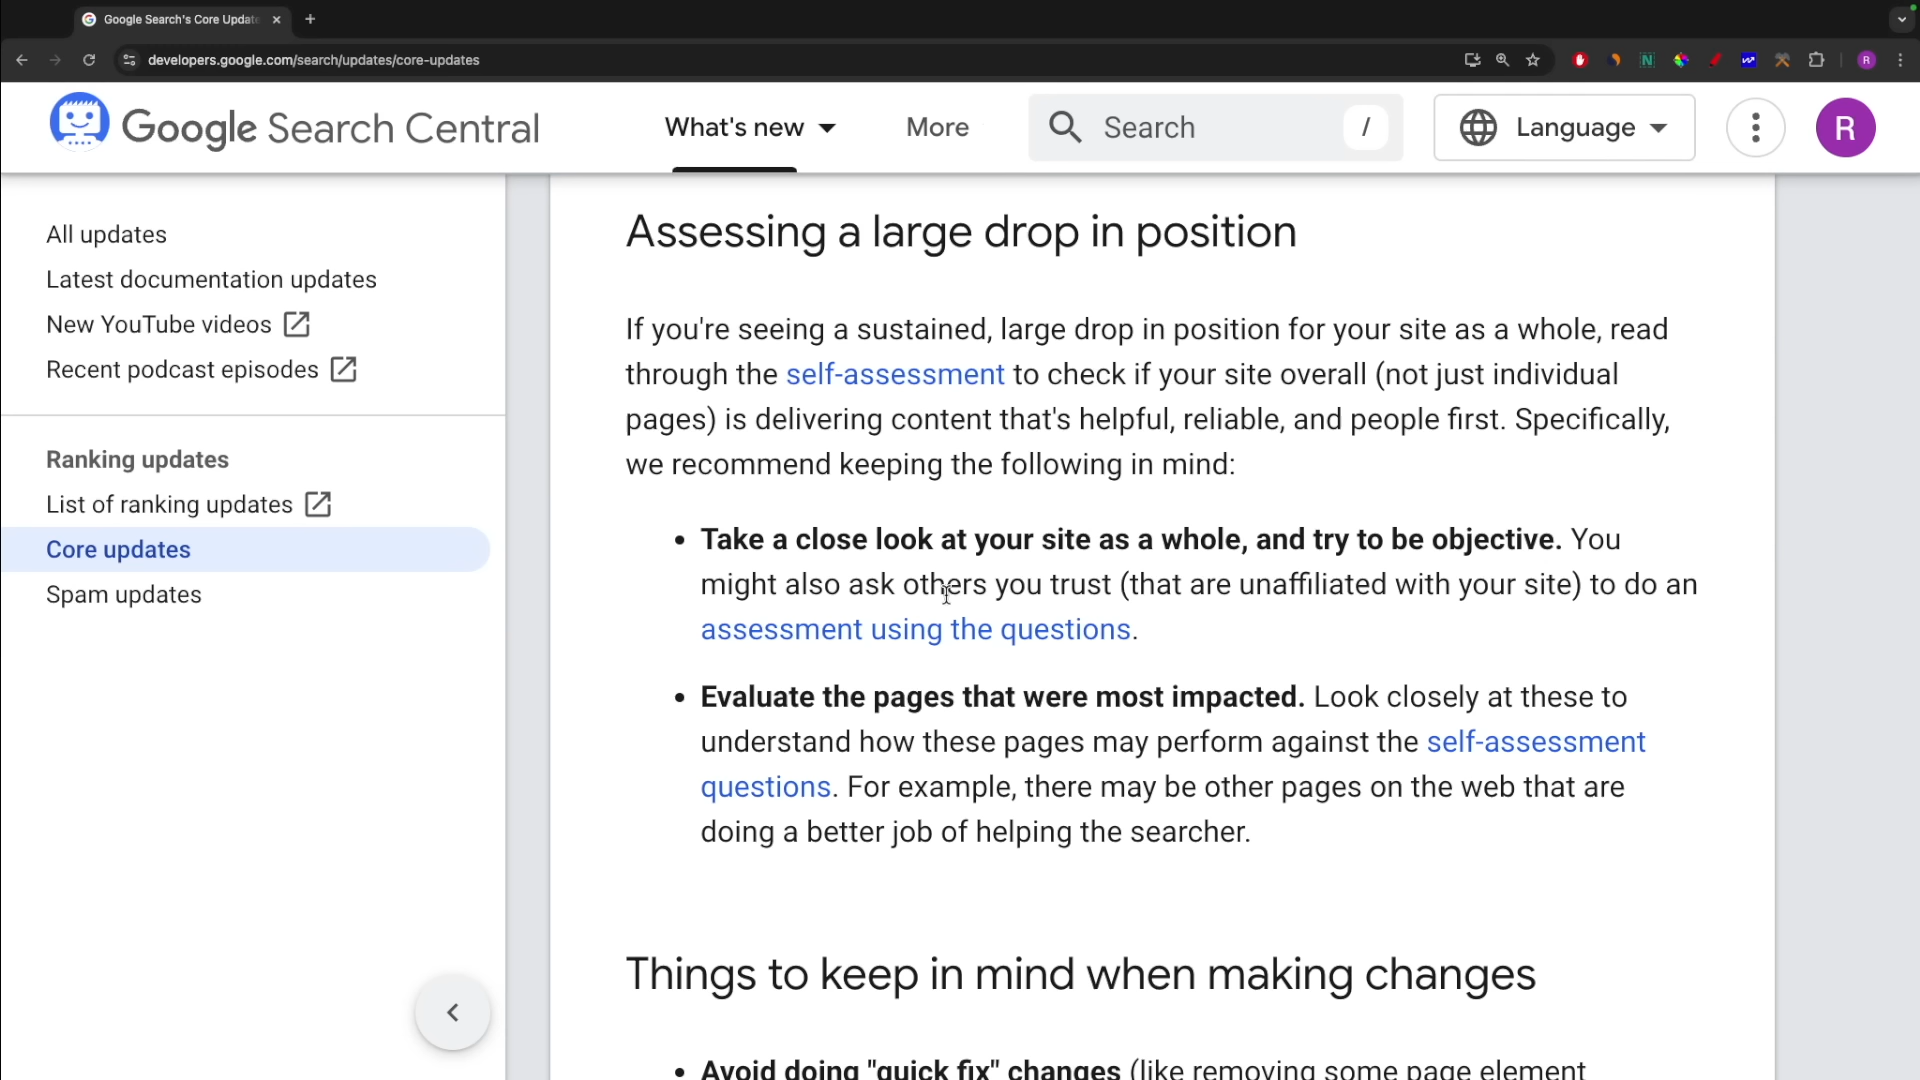 Google Search's Core Update
developers.google.com/search/updates/core-updates
R
Google Search Central
What's new
More
Search
/
Language
R
All updates
Latest documentation updates
New YouTube videos
Recent podcast episodes
Ranking updates
List of ranking updates
Core updates
Spam updates
Assessing a large drop in position
If you're seeing a sustained, large drop in position for your site as a whole, read
through the self-assessment to check if your site overall (not just individual
pages) is delivering content that's helpful, reliable, and people first. Specifically,
we recommend keeping the following in mind:
• Take a close look at your site as a whole, and try to be objective. You
might also ask others you trust (that are unaffiliated with your site) to do an
assessment using the questions.
• Evaluate the pages that were most impacted. Look closely at these to
understand how these pages may perform against the self-assessment
questions. For example, there may be other pages on the web that are
doing a better job of helping the searcher.
Things to keep in mind when making changes
• Avoid doing "quick fix" changes (like removing some page element